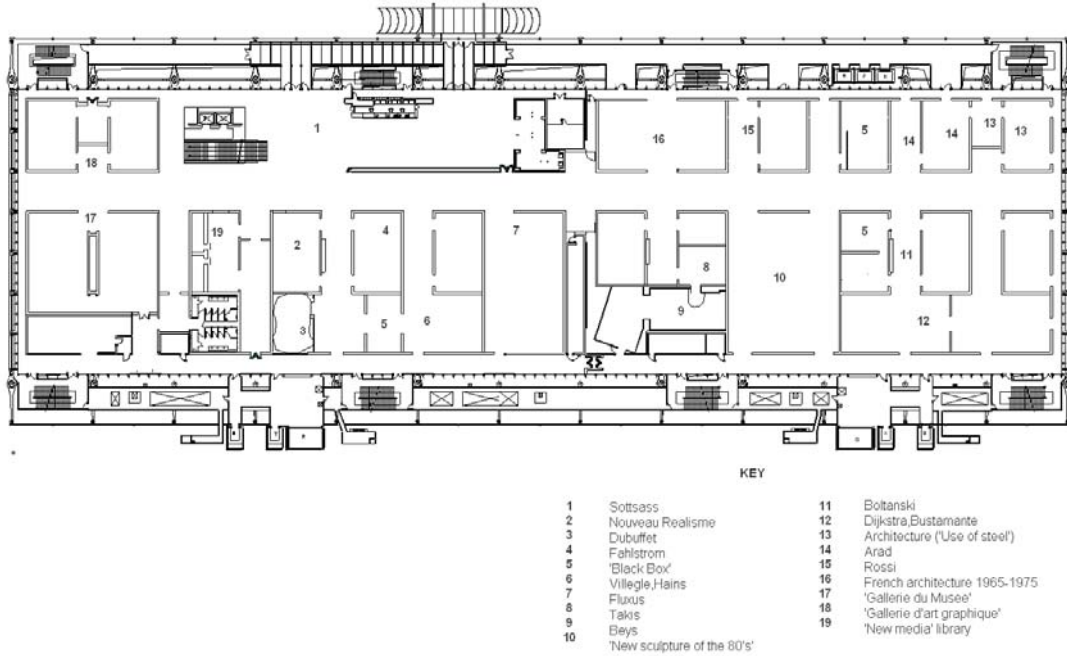 1
16
15
5
14
14
13
13
18
17
19
2
4
7
5
11
8
10
3
5
6
9
12
KEY
1 Sottsass
2 Nouveau Realisme
3 Dubuffet
4 Fahlstrom
5 'Black Box'
6 Villegle,Hains
7 Fluxus
8 Takis
9 Beys
10 'New sculpture of the 80's'
11 Boltanski
12 Dijkstra,Bustamante
13 Architecture ('Use of steel')
14 Arad
15 Rossi
16 French architecture 1965-1975
17 'Gallerie du Musee'
18 'Gallerie d'art graphique'
19 'New media' library